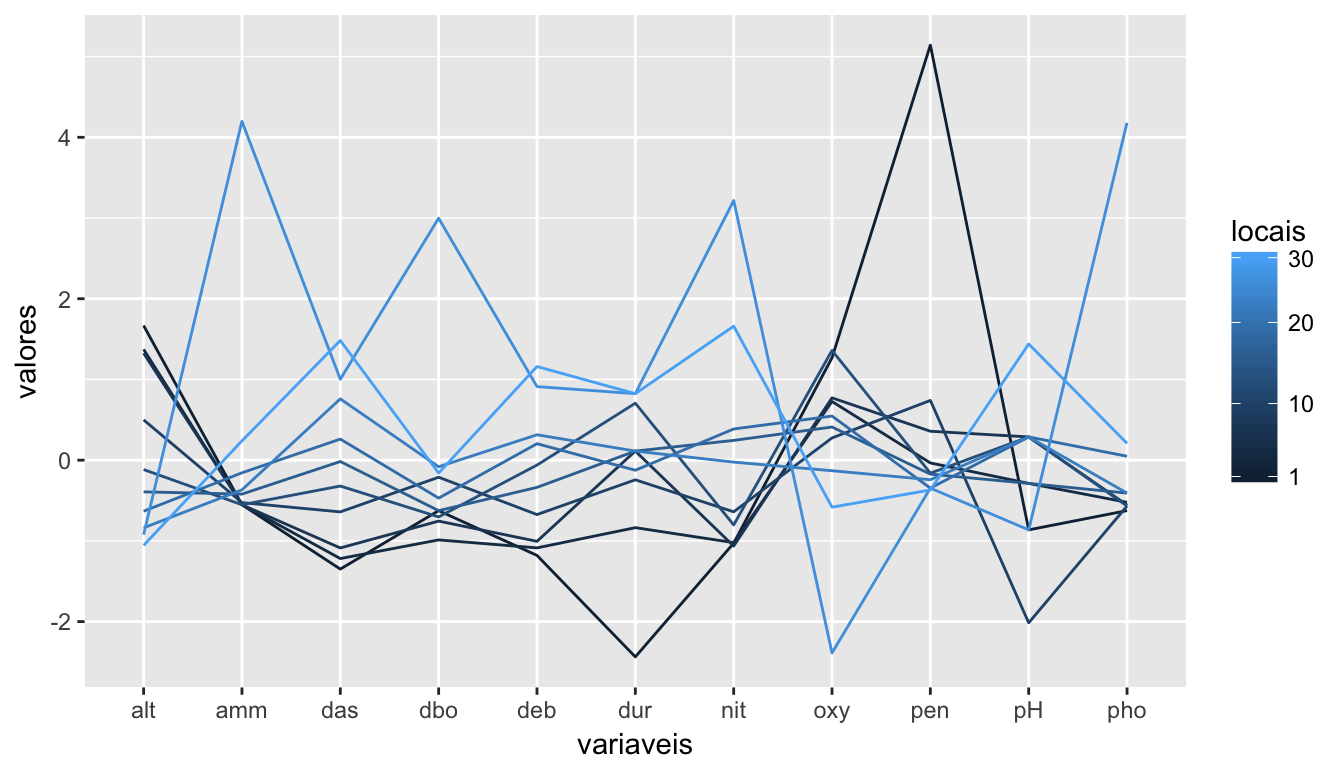 valores
4
2
0
-2
alt amm das dbo deb dur nit oxy pen pH pho
variaveis
locais
30
20
10
1